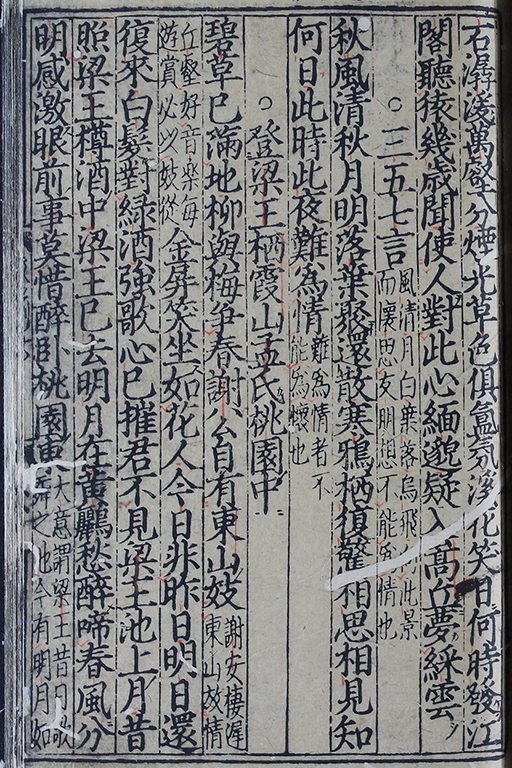 石潺湲萬壑分煙光草色俱氳氛花笑日何時發江
閣聽猿幾歲聞使人對此心緬邈疑入嵩丘夢綵雲
○三五七言
風清月白葉落烏飛此景
而懷思友朋想不能為情也
秋風清秋月明落葉聚還散寒鴉栖復驚相思相見知
何日此時此夜難為情
難為情者不
能為懷也
○登梁王栖霞山孟氏桃園中
碧草已滿地柳與梅爭春謝公自有東山妓
謝安棲遲
東山放情
丘壑好音樂每
遊賞必以妓從
金屏笑坐如花人今日非昨日明日還
復來白髮對綠酒強歌心已摧君不見梁王池上月昔
照梁王樽酒中梁王已去明月在黃鸝愁醉啼春風分
明感激眼前事莫惜醉臥桃園東
大意謂梁王昔日歌
舞之地今有明月如